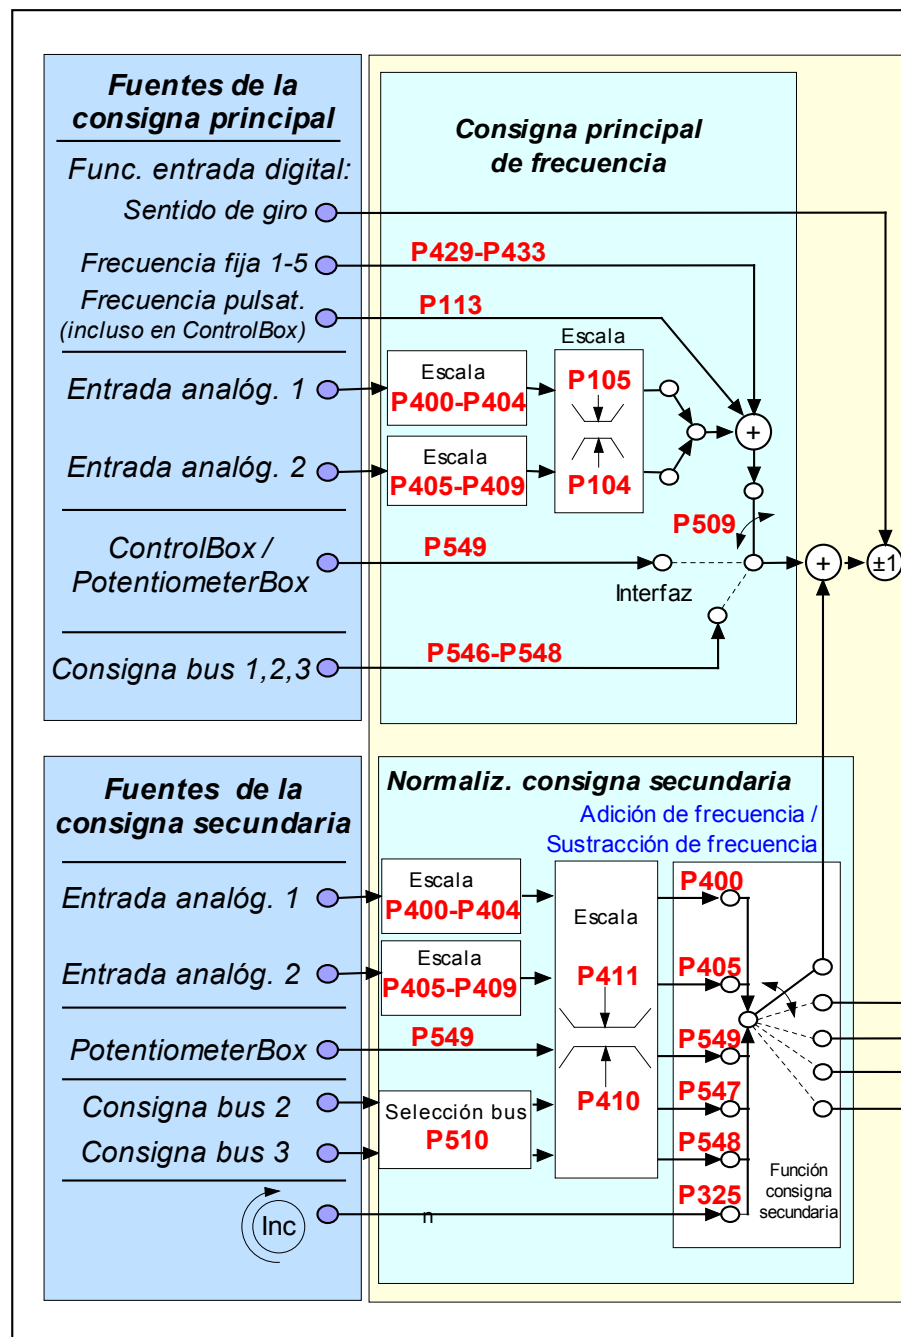 Fuentes de la
consigna principal
Func. entrada digital:
Sentido de giro
Frecuencia fija 1-5
Frecuencia pulsat.
(incluso en ControlBox)
Entrada analóg. 1
Entrada analóg. 2
ControlBox /
PotentiometerBox
Consigna bus 1,2,3
Consigna principal
de frecuencia
P429-P433
P113
Escala
Escala
P400-P404
P105
Escala
P405-P409
P104
+
P509
P549
Interfaz
+
±1
P546-P548
Fuentes de la
consigna secundaria
Entrada analóg. 1
Entrada analóg. 2
PotentiometerBox
Consigna bus 2
Consigna bus 3
Inc
Normaliz. consigna secundaria
Adición de frecuencia /
Sustracción de frecuencia
Escala
P400-P404
Escala
P405-P409
P549
Selección bus
P510
n
Escala
P411
P410
P400
P405
P549
P547
P548
P325
Función
consigna
secundaria